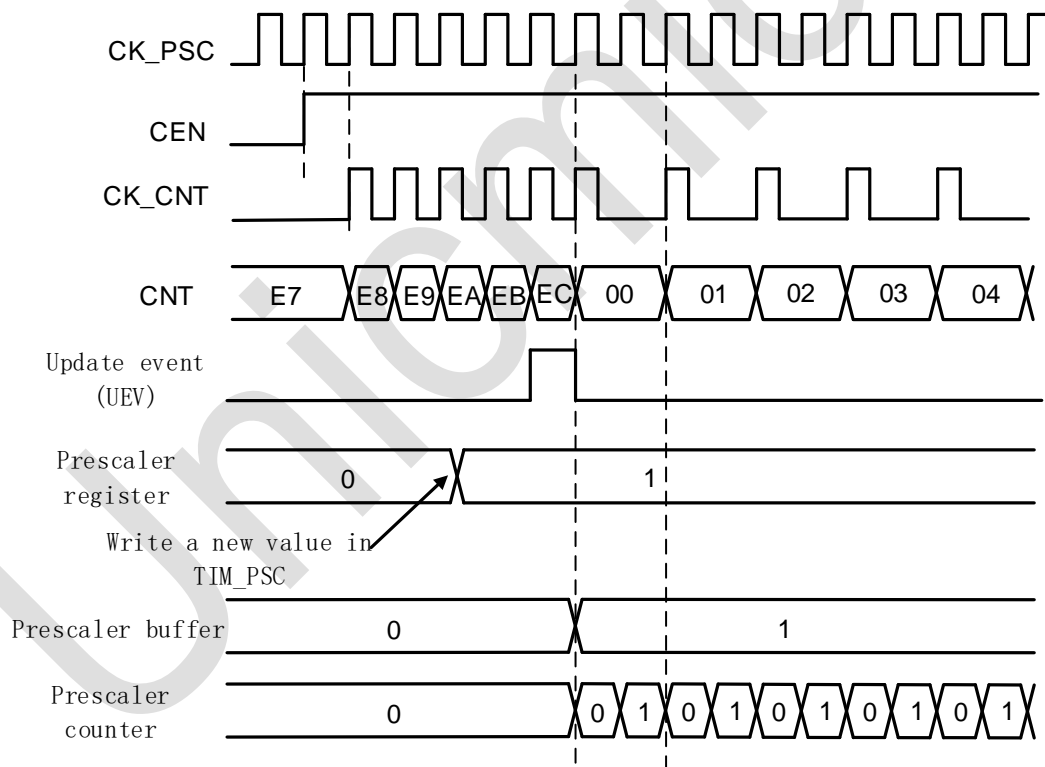 CK_PSC
CEN
CK_CNT
CNT E7 E8 E9 EA EB EC 00 01 02 03 04
Update event
(UEV)
Prescaler
register
0 1
Write a new value in
TIM_PSC
Prescaler buffer 0 1
Prescaler
counter
0 0 1 0 1 0 1 0 1 0 1
Unicmic